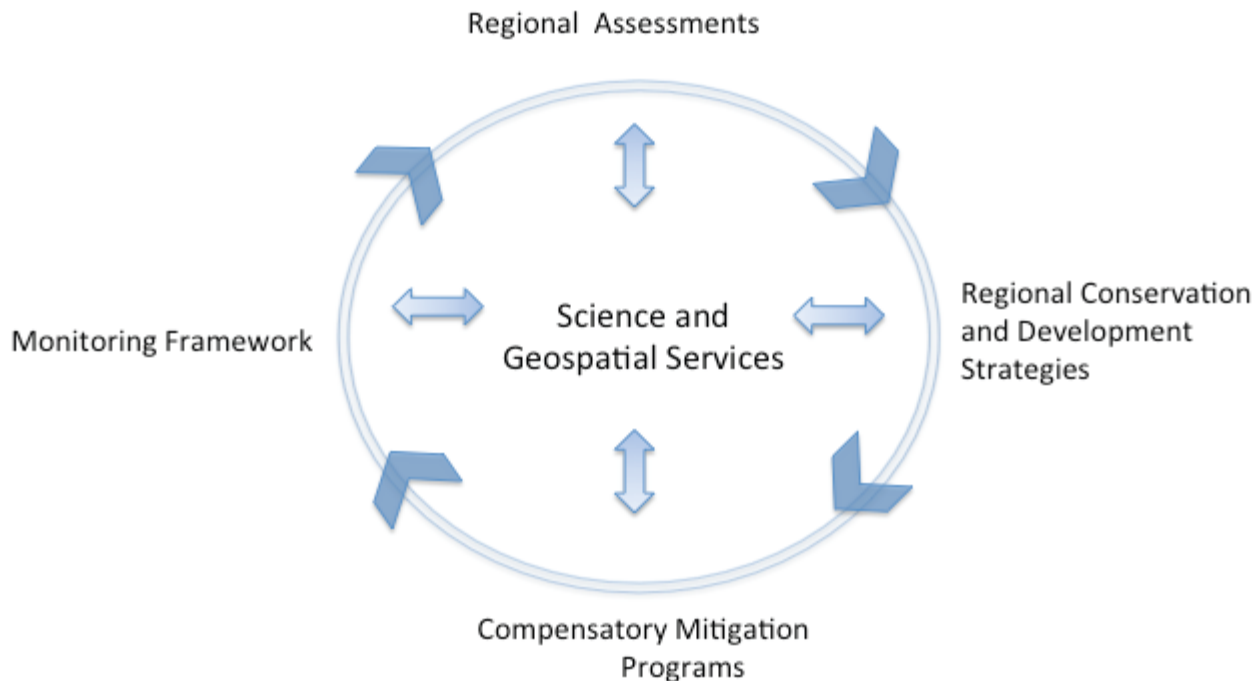 Regional Assessments
Science and
Geospatial Services
Regional Conservation
and Development
Strategies
Monitoring Framework
Compensatory Mitigation
Programs